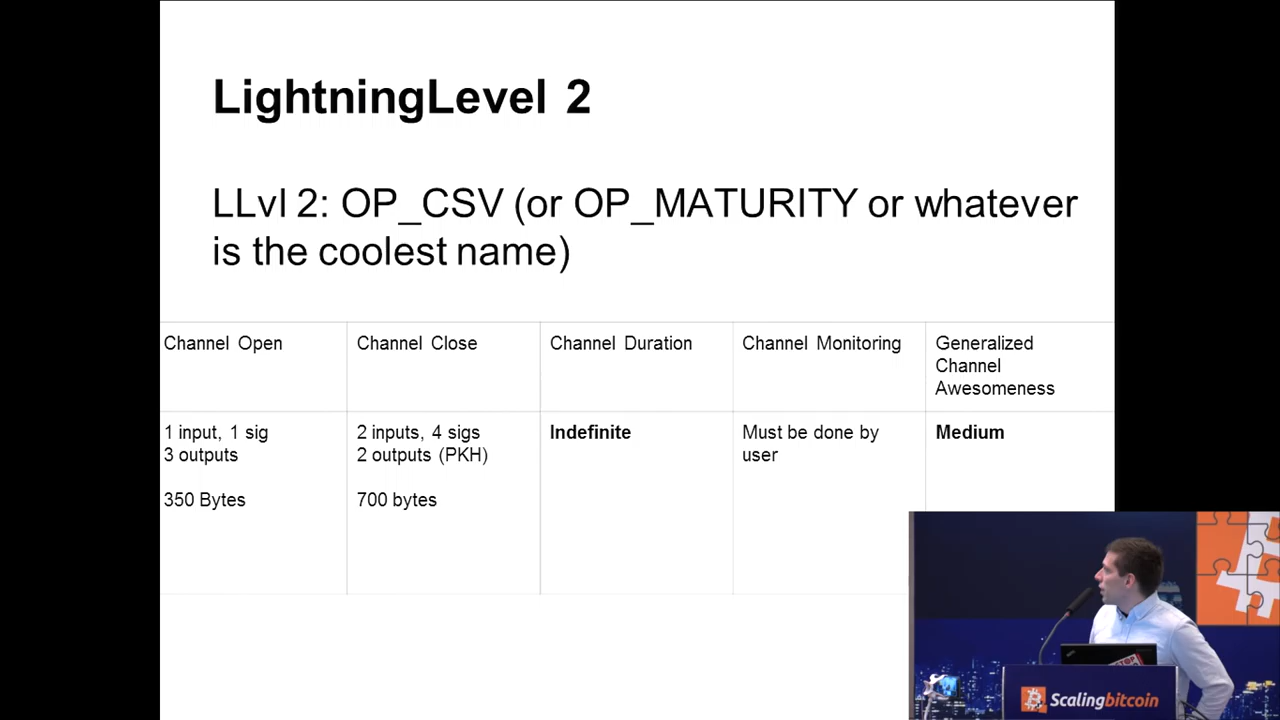 LightningLevel 2
LLvl 2: OP_CSV (or OP_MATURITY or whatever
is the coolest name)
Channel Open
Channel Close
Channel Duration
Channel Monitoring
Generalized
Channel
Awesomeness
1 input, 1 sig
3 outputs
350 Bytes
2 inputs, 4 sigs
2 outputs (PKH)
700 bytes
Indefinite
Must be done by
user
Medium
Scalingbitcoin